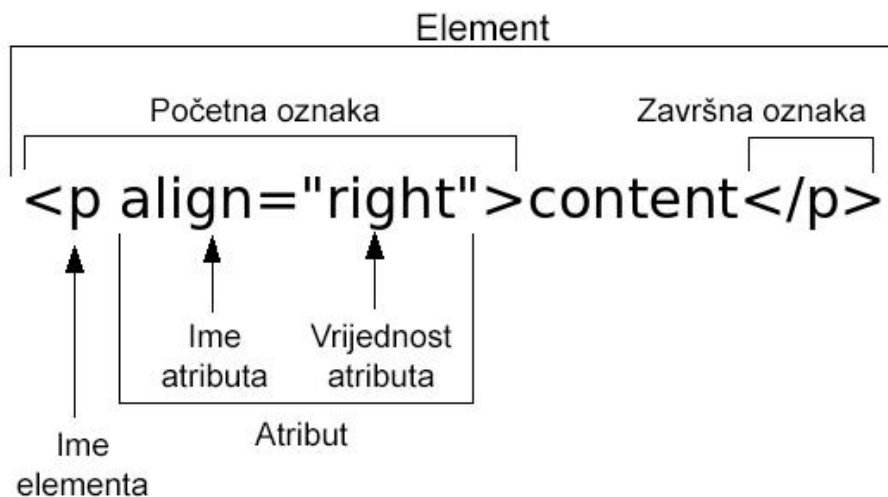 Element
Početna oznaka
Završna oznaka
<p align="right">content</p>
Ime
atributa
Vrijednost
atributa
Atribut
Ime
elementa